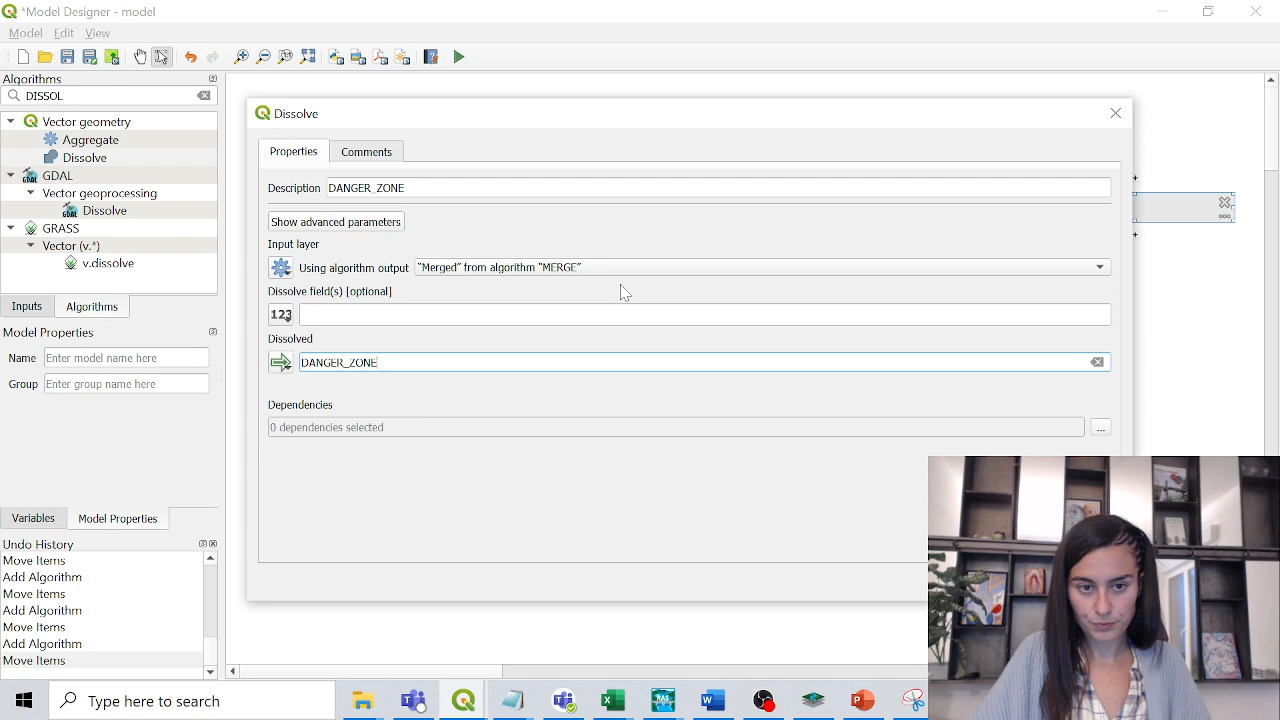 *Model Designer - model
Model Edit View
Algorithms
DISSOL
Vector geometry
Aggregate
Dissolve
GDAL
Vector geoprocessing
Dissolve
GRASS
Vector (v.*)
v.dissolve
Inputs Algorithms
Model Properties
Name Enter model name here
Group Enter group name here
Variables Model Properties
Undo History
Move Items
Add Algorithm
Move Items
Add Algorithm
Move Items
Add Algorithm
Move Items
Dissolve
Properties Comments
Description DANGER_ZONE
Show advanced parameters
Input layer
Using algorithm output "Merged" from algorithm "MERGE"
Dissolve field(s) [optional]
123
Dissolved
DANGER_ZONE
Dependencies
0 dependencies selected ...
Type here to search